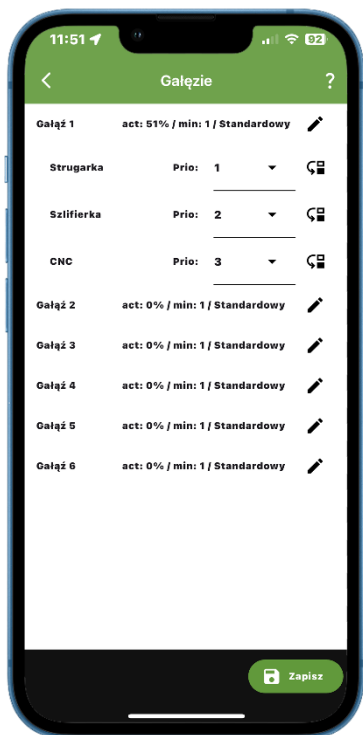 11:51 92
Gałęzie ?
Gałąź 1 act: 51% / min: 1 / Standardowy
Strugarka Prio: 1
Szlifierka Prio: 2
CNC Prio: 3
Gałąź 2 act: 0% / min: 1 / Standardowy
Gałąź 3 act: 0% / min: 1 / Standardowy
Gałąź 4 act: 0% / min: 1 / Standardowy
Gałąź 5 act: 0% / min: 1 / Standardowy
Gałąź 6 act: 0% / min: 1 / Standardowy
Zapisz